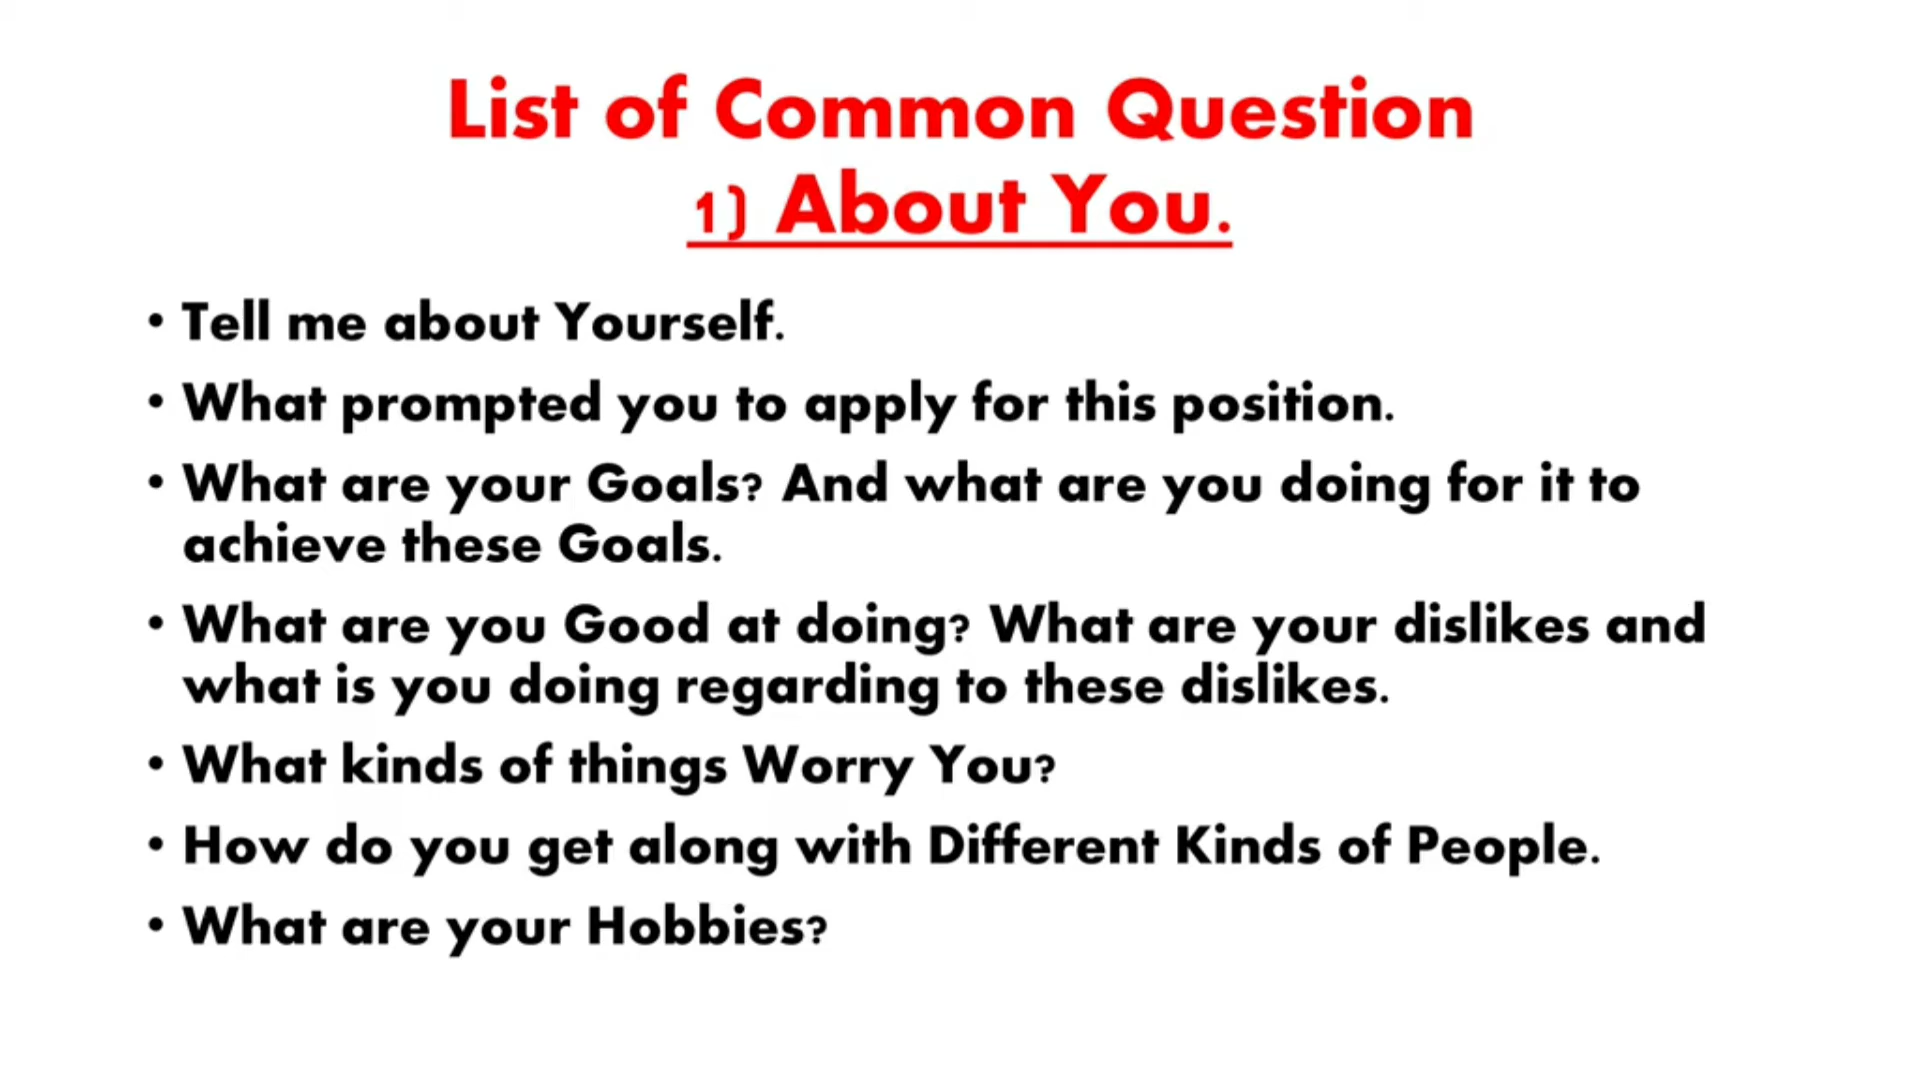 List of Common Question
1) About You.
• Tell me about Yourself.
• What prompted you to apply for this position.
• What are your Goals? And what are you doing for it to
achieve these Goals.
• What are you Good at doing? What are your dislikes and
what is you doing regarding to these dislikes.
• What kinds of things Worry You?
• How do you get along with Different Kinds of People.
• What are your Hobbies?